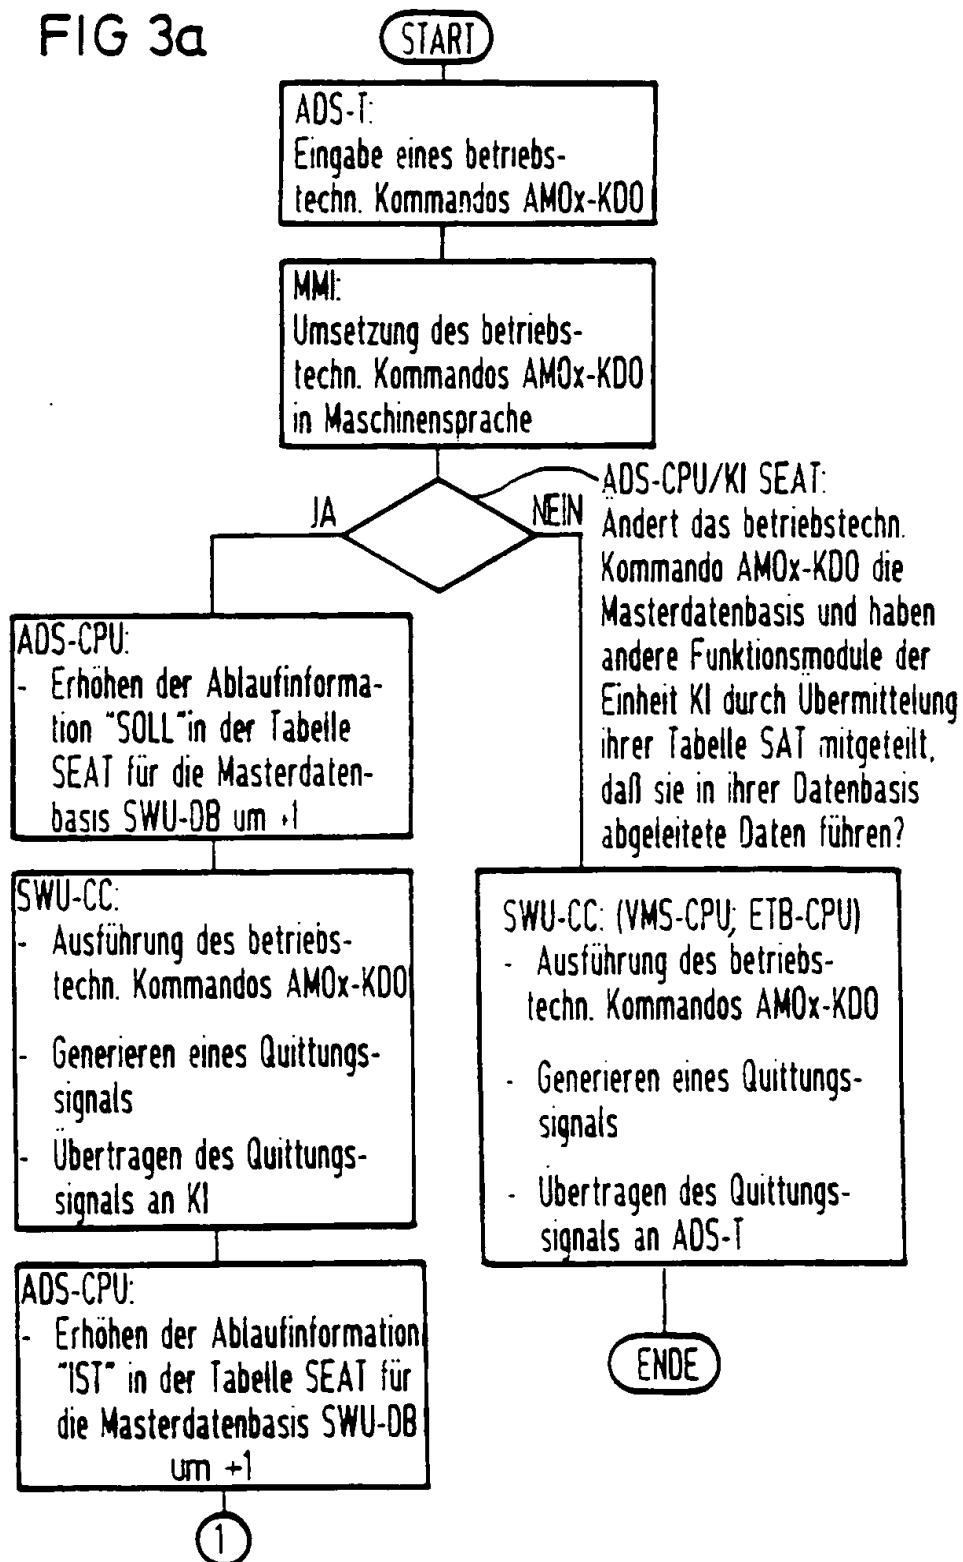 FIG 3a
START
ADS-T:
Eingabe eines betriebs-
techn. Kommandos AMOx-KDO
MMI:
Umsetzung des betriebs-
techn. Kommandos AMOx-KDO
in Maschinensprache
JA
NEIN
ADS-CPU/KI SEAT:
Ändert das betriebstechn.
Kommando AMOx-KDO die
Masterdatenbasis und haben
andere Funktionsmodule der
Einheit KI durch Übermittelung
ihrer Tabelle SAT mitgeteilt,
daß sie in ihrer Datenbasis
abgeleitete Daten führen?
ADS-CPU:
- Erhöhen der Ablaufinforma-
tion "SOLL" in der Tabelle
SEAT für die Masterdaten-
basis SWU-DB um +1
SWU-CC:
- Ausführung des betriebs-
techn. Kommandos AMOx-KDO
- Generieren eines Quittungs-
signals
- Übertragen des Quittungs-
signals an KI
ADS-CPU:
- Erhöhen der Ablaufinformation
"IST" in der Tabelle SEAT für
die Masterdatenbasis SWU-DB
um +1
1
SWU-CC: (VMS-CPU; ETB-CPU)
- Ausführung des betriebs-
techn. Kommandos AMOx-KDO
- Generieren eines Quittungs-
signals
- Übertragen des Quittungs-
signals an ADS-T
ENDE